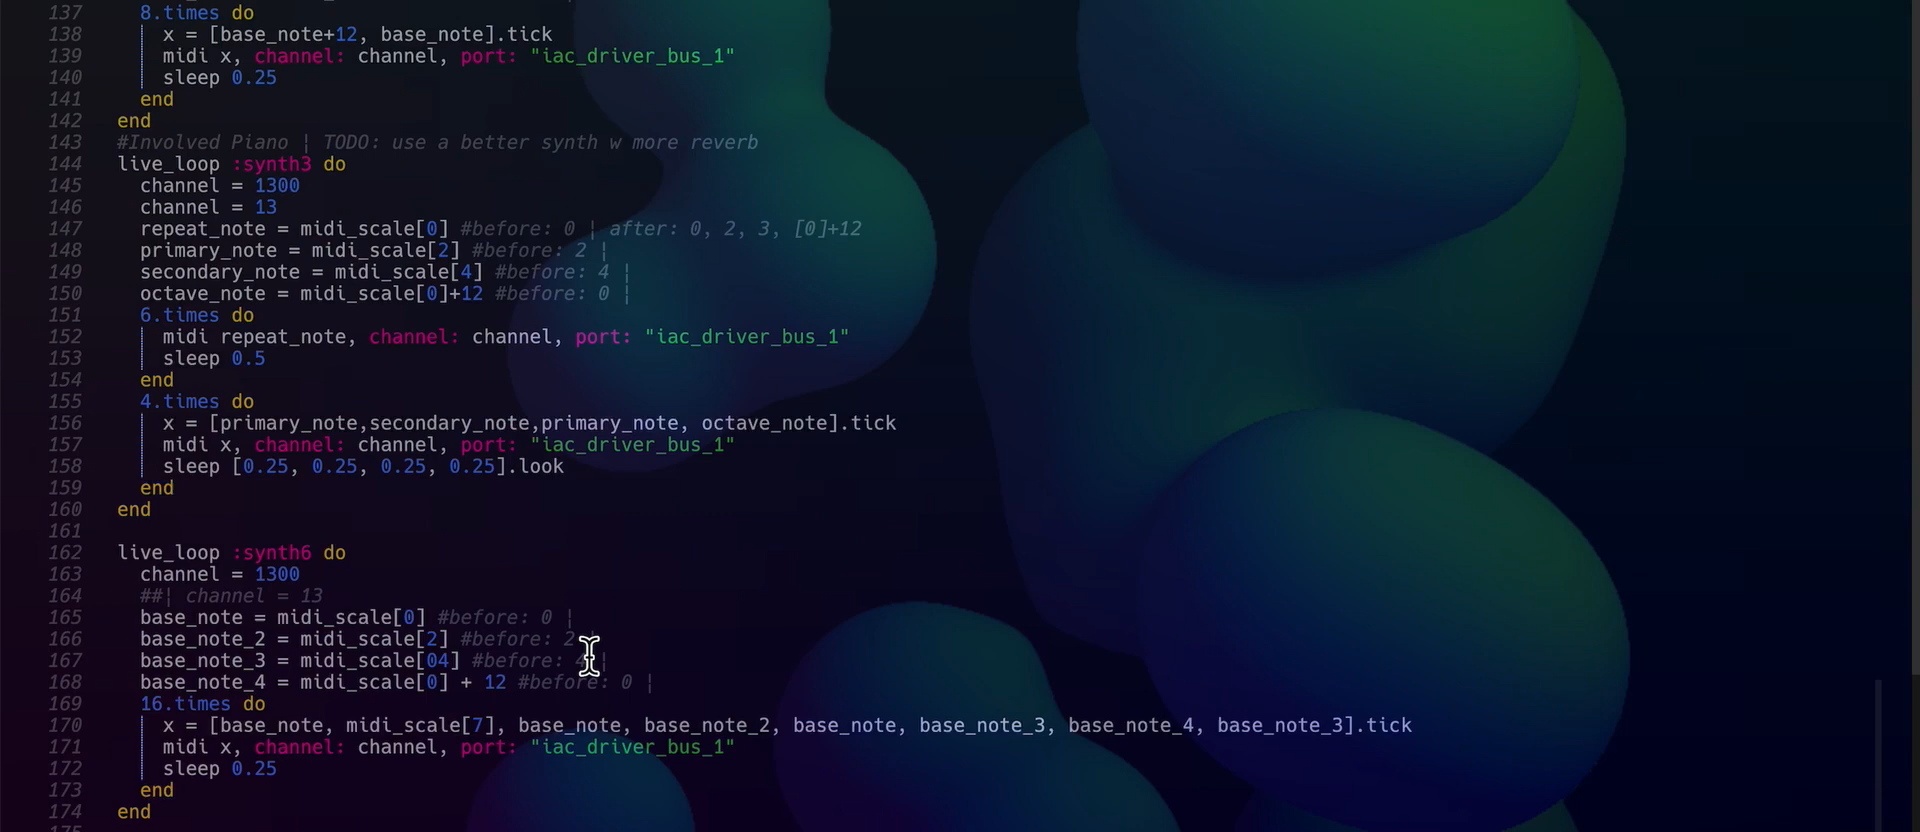 137 8.times do
138 x = [base_note+12, base_note].tick
139 midi x, channel: channel, port: "iac_driver_bus_1"
140 sleep 0.25
141 end
142 end
143 #Involved Piano ¦ TODO: use a better synth w more reverb
144 live_loop :synth3 do
145 channel = 1300
146 channel = 13
147 repeat_note = midi_scale[0] #before: 0 ¦ after: 0, 2, 3, [0]+12
148 primary_note = midi_scale[2] #before: 2 ¦
149 secondary_note = midi_scale[4] #before: 4 ¦
150 octave_note = midi_scale[0]+12 #before: 0 ¦
151 6.times do
152 midi repeat_note, channel: channel, port: "iac_driver_bus_1"
153 sleep 0.5
154 end
155 4.times do
156 x = [primary_note,secondary_note,primary_note, octave_note].tick
157 midi x, channel: channel, port: "iac_driver_bus_1"
158 sleep [0.25, 0.25, 0.25, 0.25].look
159 end
160 end
161
162 live_loop :synth6 do
163 channel = 1300
164 ##¦ channel = 13
165 base_note = midi_scale[0] #before: 0 ¦
166 base_note_2 = midi_scale[2] #before: 2 ¦
167 base_note_3 = midi_scale[04] #before: 4 ¦
168 base_note_4 = midi_scale[0] + 12 #before: 0 ¦
169 16.times do
170 x = [base_note, midi_scale[7], base_note, base_note_2, base_note, base_note_3, base_note_4, base_note_3].tick
171 midi x, channel: channel, port: "iac_driver_bus_1"
172 sleep 0.25
173 end
174 end
175